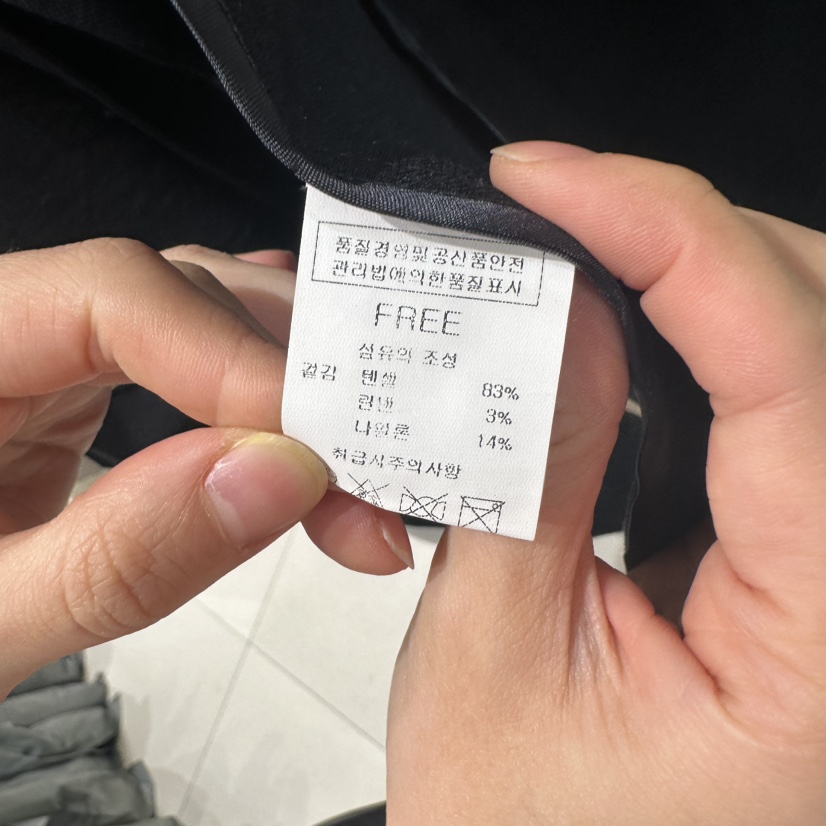 품질경영및공산품안전
관리법에의한품질표시
FREE
섬유의 조성
겉감 텐셀 83%
린넨 3%
나일론 14%
취급시주의사항